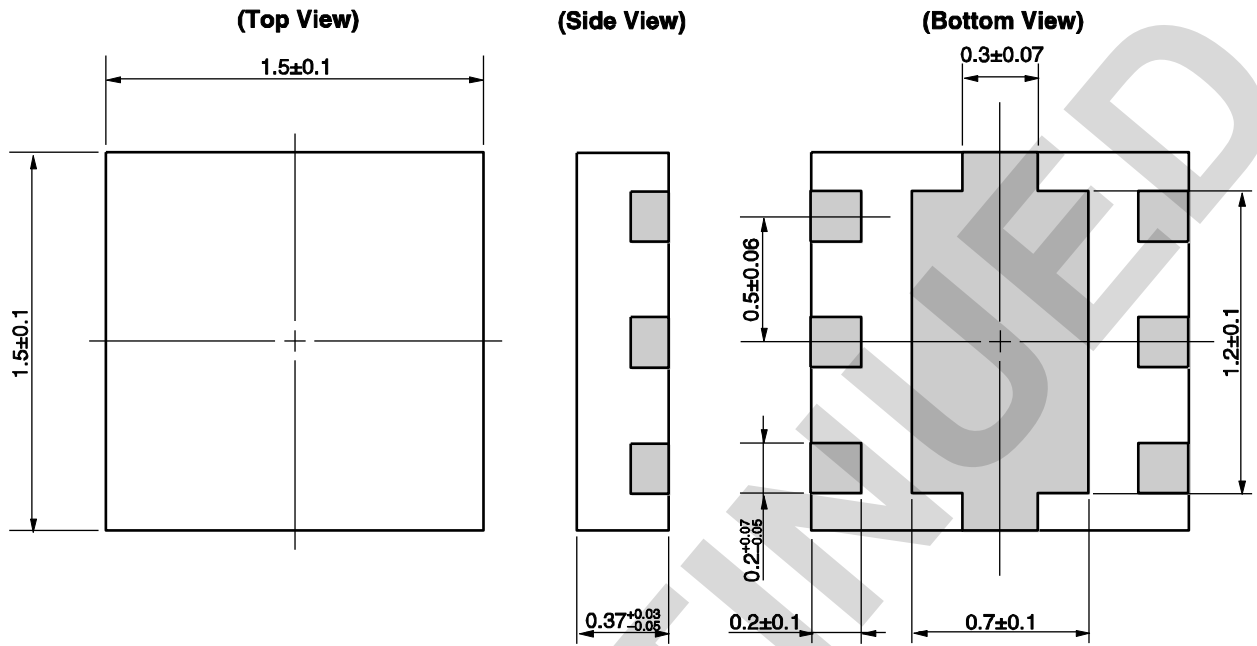 (Top View)
(Side View)
(Bottom View)
1.5±0.1
0.3±0.07
1.5±0.1
0.5±0.06
1.2±0.1
0.2+0.07-0.05
0.37+0.03-0.05
0.2±0.1
0.7±0.1
TINUED